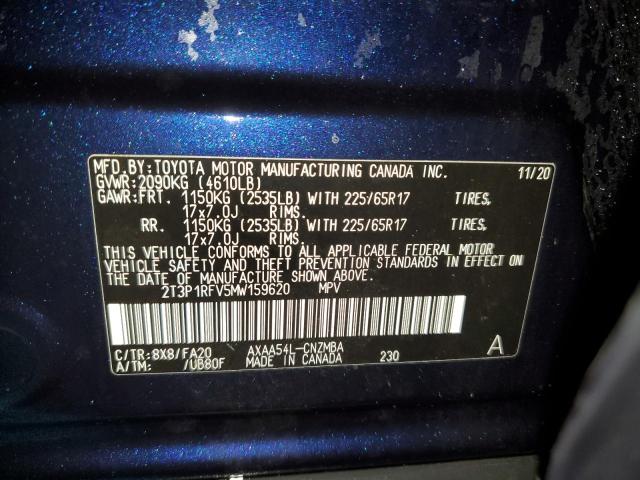 MFD. BY: TOYOTA MOTOR MANUFACTURING CANADA INC. 11/20
GVWR: 2090KG (4610LB)
GAWR: FRT. 1150KG (2535LB) WITH 225/65R17 TIRES,
17x7.0J RIMS.
RR. 1150KG (2535LB) WITH 225/65R17 TIRES,
17x7.0J RIMS.
THIS VEHICLE CONFORMS TO ALL APPLICABLE FEDERAL MOTOR
VEHICLE SAFETY AND THEFT PREVENTION STANDARDS IN EFFECT ON
THE DATE OF MANUFACTURE SHOWN ABOVE.
2T3P1RFV5MW159620 MPV
C/TR: 8X8/FA20 AXAA54L-CNZMBA 230 A
A/TM: /UB80F MADE IN CANADA